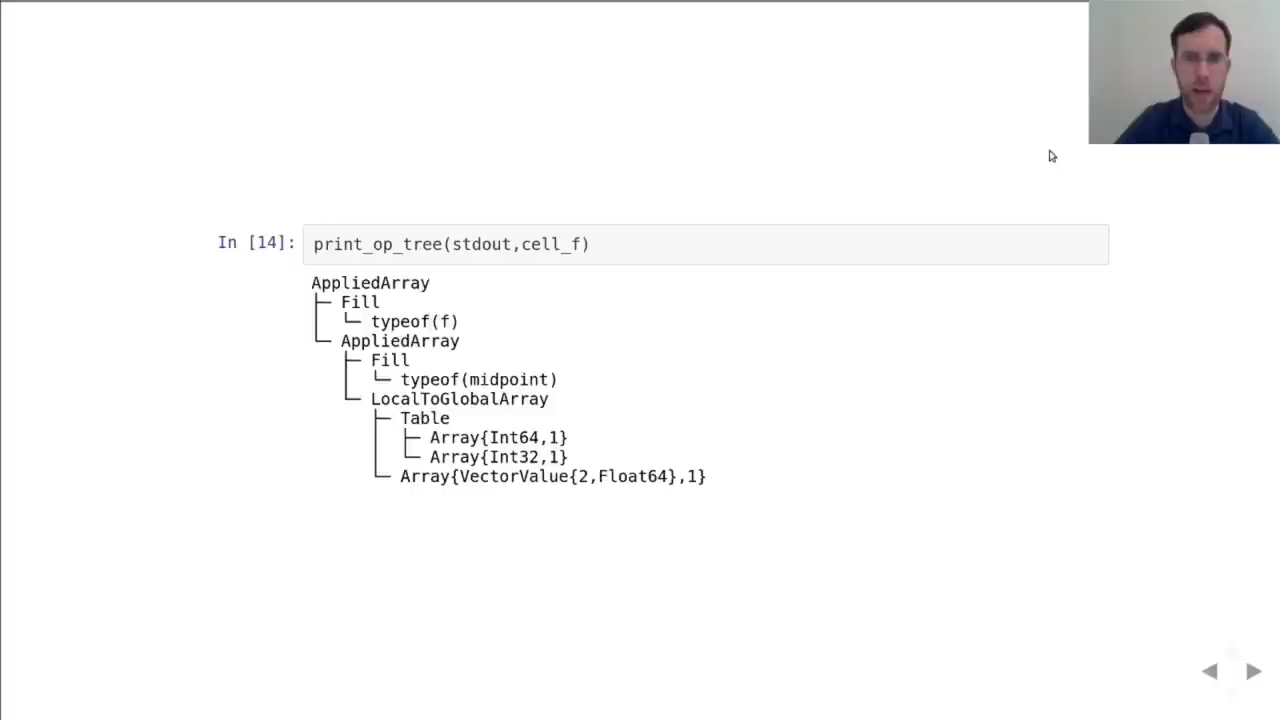 In [14]: print_op_tree(stdout,cell_f)
AppliedArray
├─ Fill
│  └─ typeof(f)
└─ AppliedArray
   ├─ Fill
   │  └─ typeof(midpoint)
   └─ LocalToGlobalArray
      ├─ Table
      │  ├─ Array{Int64,1}
      │  └─ Array{Int32,1}
      └─ Array{VectorValue{2,Float64},1}